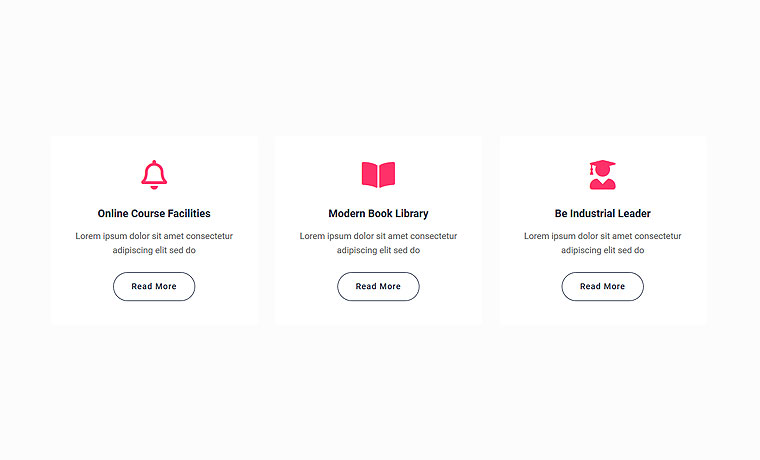 Online Course Facilities
Lorem ipsum dolor sit amet consectetur
adipiscing elit sed do
Read More
Modern Book Library
Lorem ipsum dolor sit amet consectetur
adipiscing elit sed do
Read More
Be Industrial Leader
Lorem ipsum dolor sit amet consectetur
adipiscing elit sed do
Read More